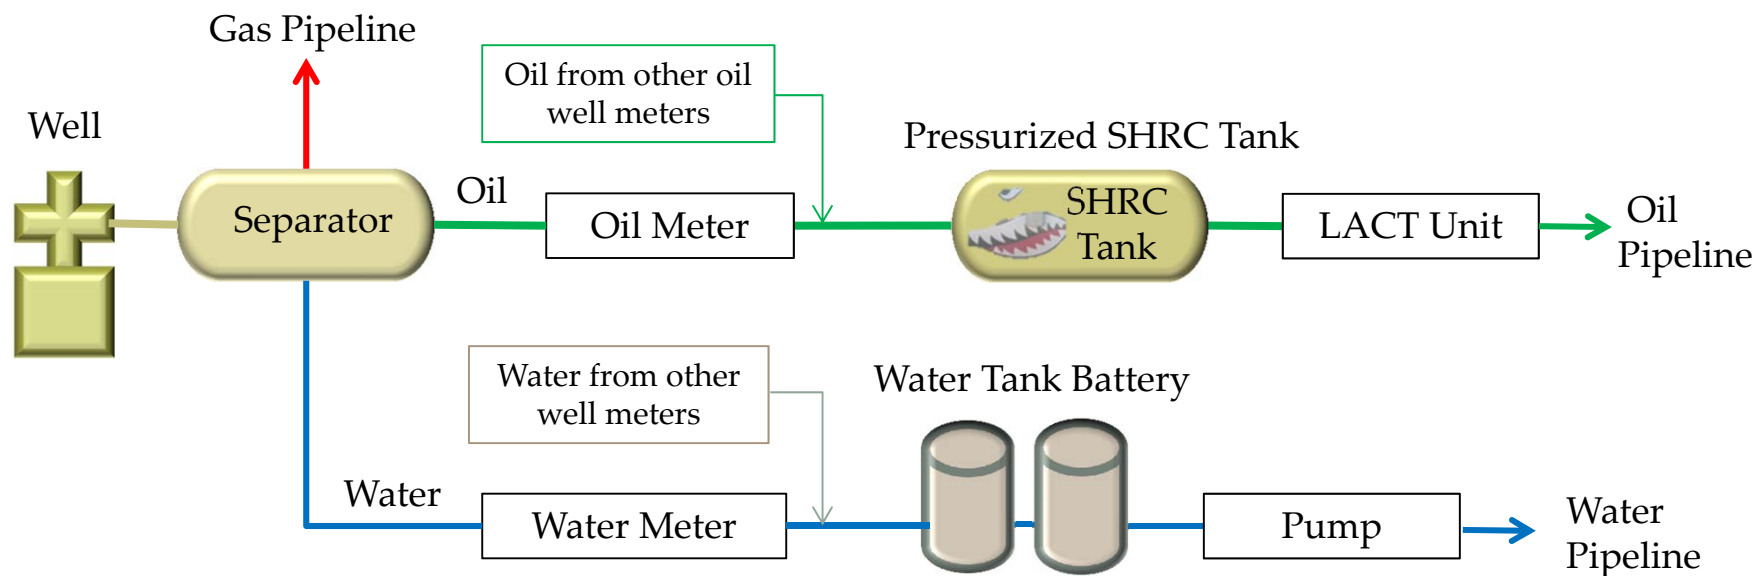 Gas Pipeline
Oil from other oil
well meters
Well
Pressurized SHRC Tank
Oil
Separator
Oil Meter
SHRC
Tank
LACT Unit
Oil
Pipeline
Water from other
well meters
Water Tank Battery
Water
Water Meter
Pump
Water
Pipeline